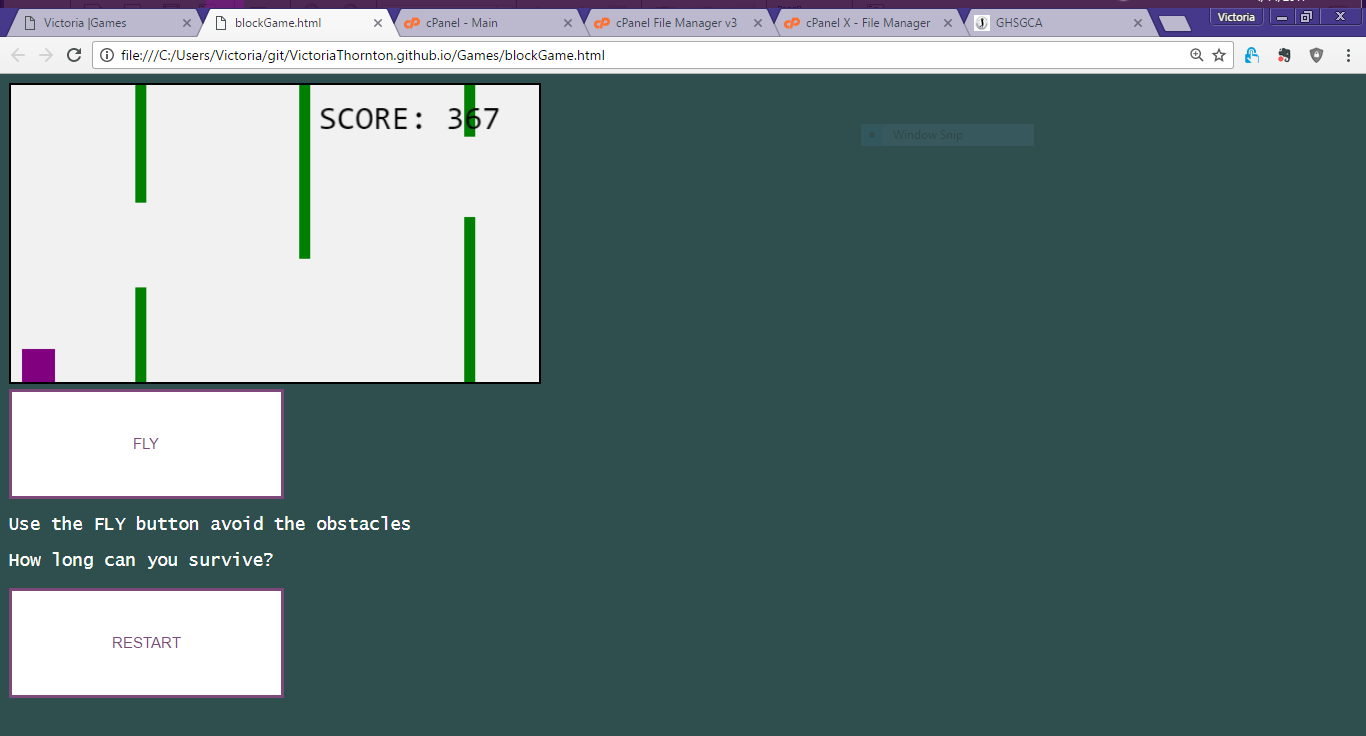 Victoria |Games
blockGame.html
cPanel - Main
cPanel File Manager v3
cPanel X - File Manager
GHSGCA
Victoria
file:///C:/Users/Victoria/git/VictoriaThornton.github.io/Games/blockGame.html
SCORE: 367
Window Snip
FLY
Use the FLY button avoid the obstacles
How long can you survive?
RESTART